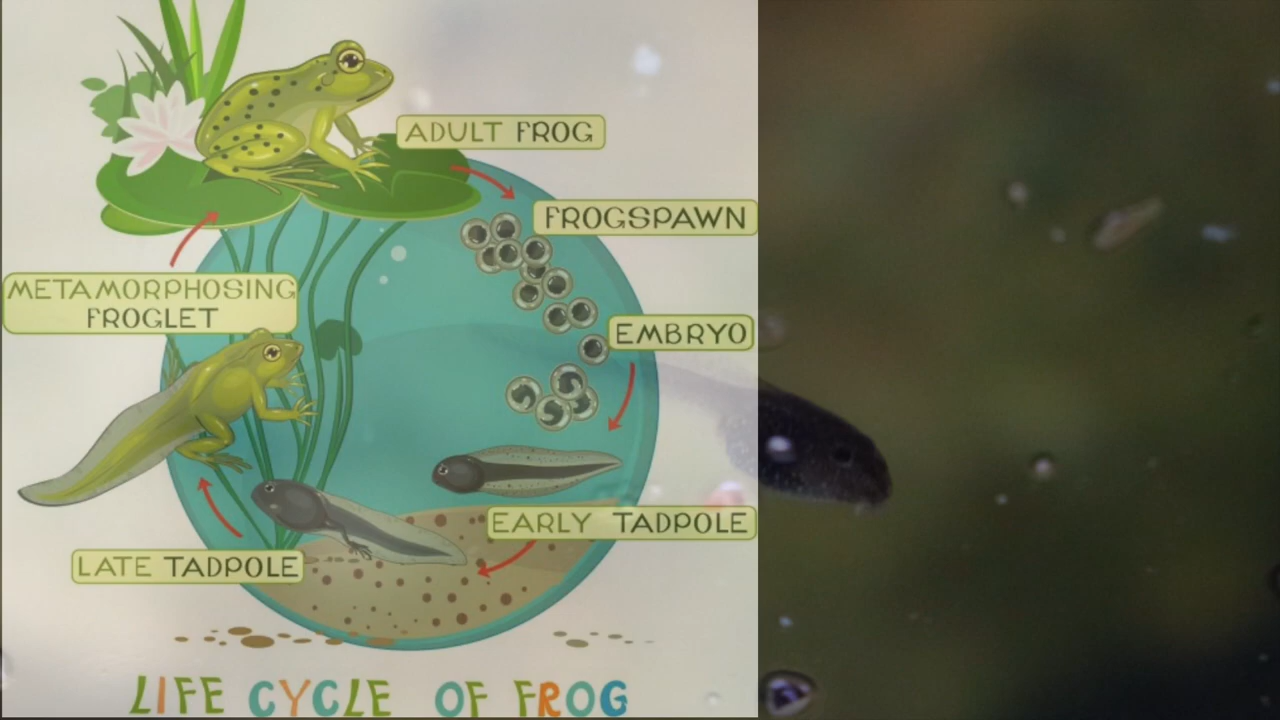 ADULT FROG
FROGSPAWN
METAMORPHOSING
FROGLET
EMBRYO
EARLY TADPOLE
LATE TADPOLE
LIFE CYCLE OF FROG